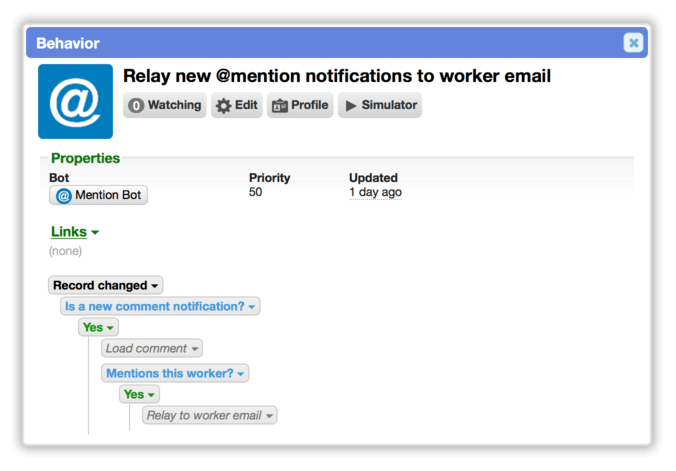 Behavior
Relay new @mention notifications to worker email
0 Watching Edit Profile Simulator
Properties
Bot Priority Updated
@ Mention Bot 50 1 day ago
Links
(none)
Record changed
Is a new comment notification?
Yes
Load comment
Mentions this worker?
Yes
Relay to worker email